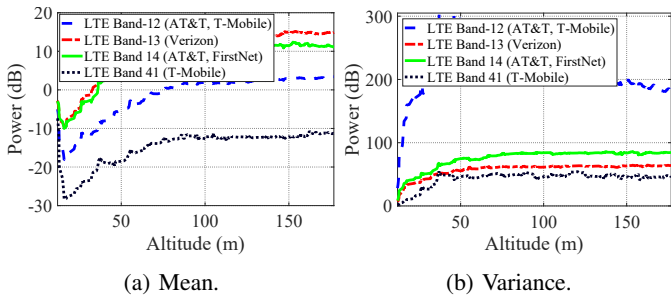 20
10
0
-10
-20
-30
Power (dB)
LTE Band-12 (AT&T, T-Mobile)
LTE Band-13 (Verizon)
LTE Band 14 (AT&T, FirstNet)
LTE Band 41 (T-Mobile)
50
100
150
Altitude (m)
(a) Mean.
300
200
100
0
Power (dB)
LTE Band-12 (AT&T, T-Mobile)
LTE Band-13 (Verizon)
LTE Band 14 (AT&T, FirstNet)
LTE Band 41 (T-Mobile)
50
100
150
Altitude (m)
(b) Variance.